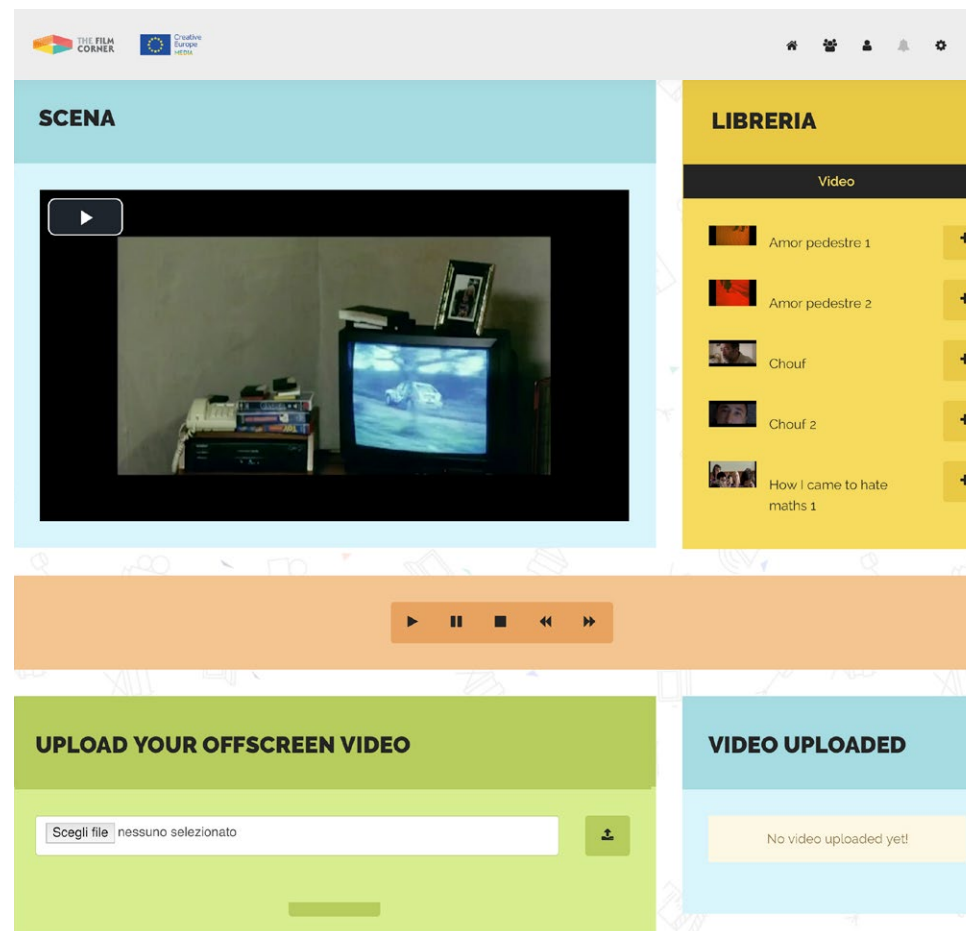 THE FILM
CORNER
Creative
Europe
MEDIA
SCENA
LIBRERIA
Video
Amor pedestre 1
Amor pedestre 2
Chouf
Chouf 2
How I came to hate
maths 1
UPLOAD YOUR OFFSCREEN VIDEO
Scegli file nessuno selezionato
VIDEO UPLOADED
No video uploaded yet!